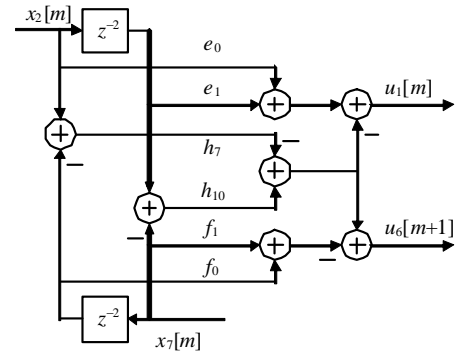 x₂[m]
z⁻²
e₀
u₁[m]
e₁
+
+
+
−
−
−
h₇
+
h₁₀
+
−
f₁
+
+
u₆[m+1]
−
f₀
z⁻²
x₇[m]